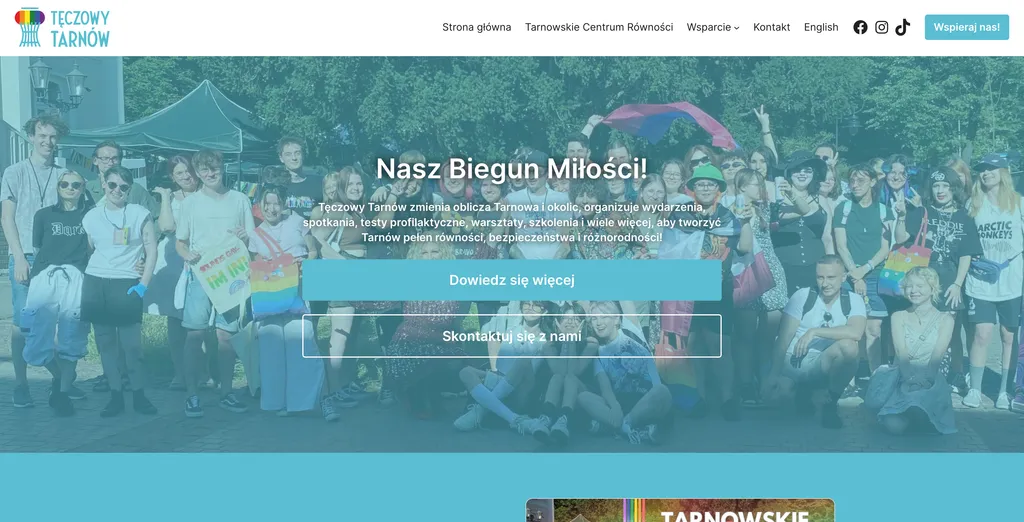 TĘCZOWY
TARNÓW
Strona główna
Tarnowskie Centrum Równości
Wsparcie
Kontakt
English
Wspieraj nas!
Nasz Biegun Miłości!
Tęczowy Tarnów zmienia oblicza Tarnowa i okolic, organizuje wydarzenia,
spotkania, testy profilaktyczne, warsztaty, szkolenia i wiele więcej, aby tworzyć
Tarnów pełen równości, bezpieczeństwa i różnorodności!
Dowiedz się więcej
Skontaktuj się z nami
ARCTIC
MONKEYS
TARNOWSKIE